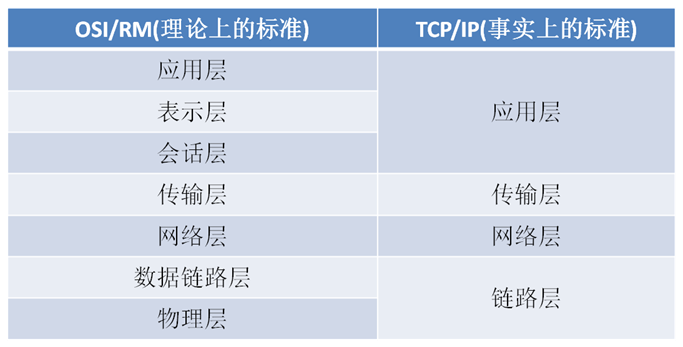 OSI/RM(理论上的标准) TCP/IP(事实上的标准)
应用层
表示层
会话层
应用层
传输层 传输层
网络层 网络层
数据链路层
物理层
链路层